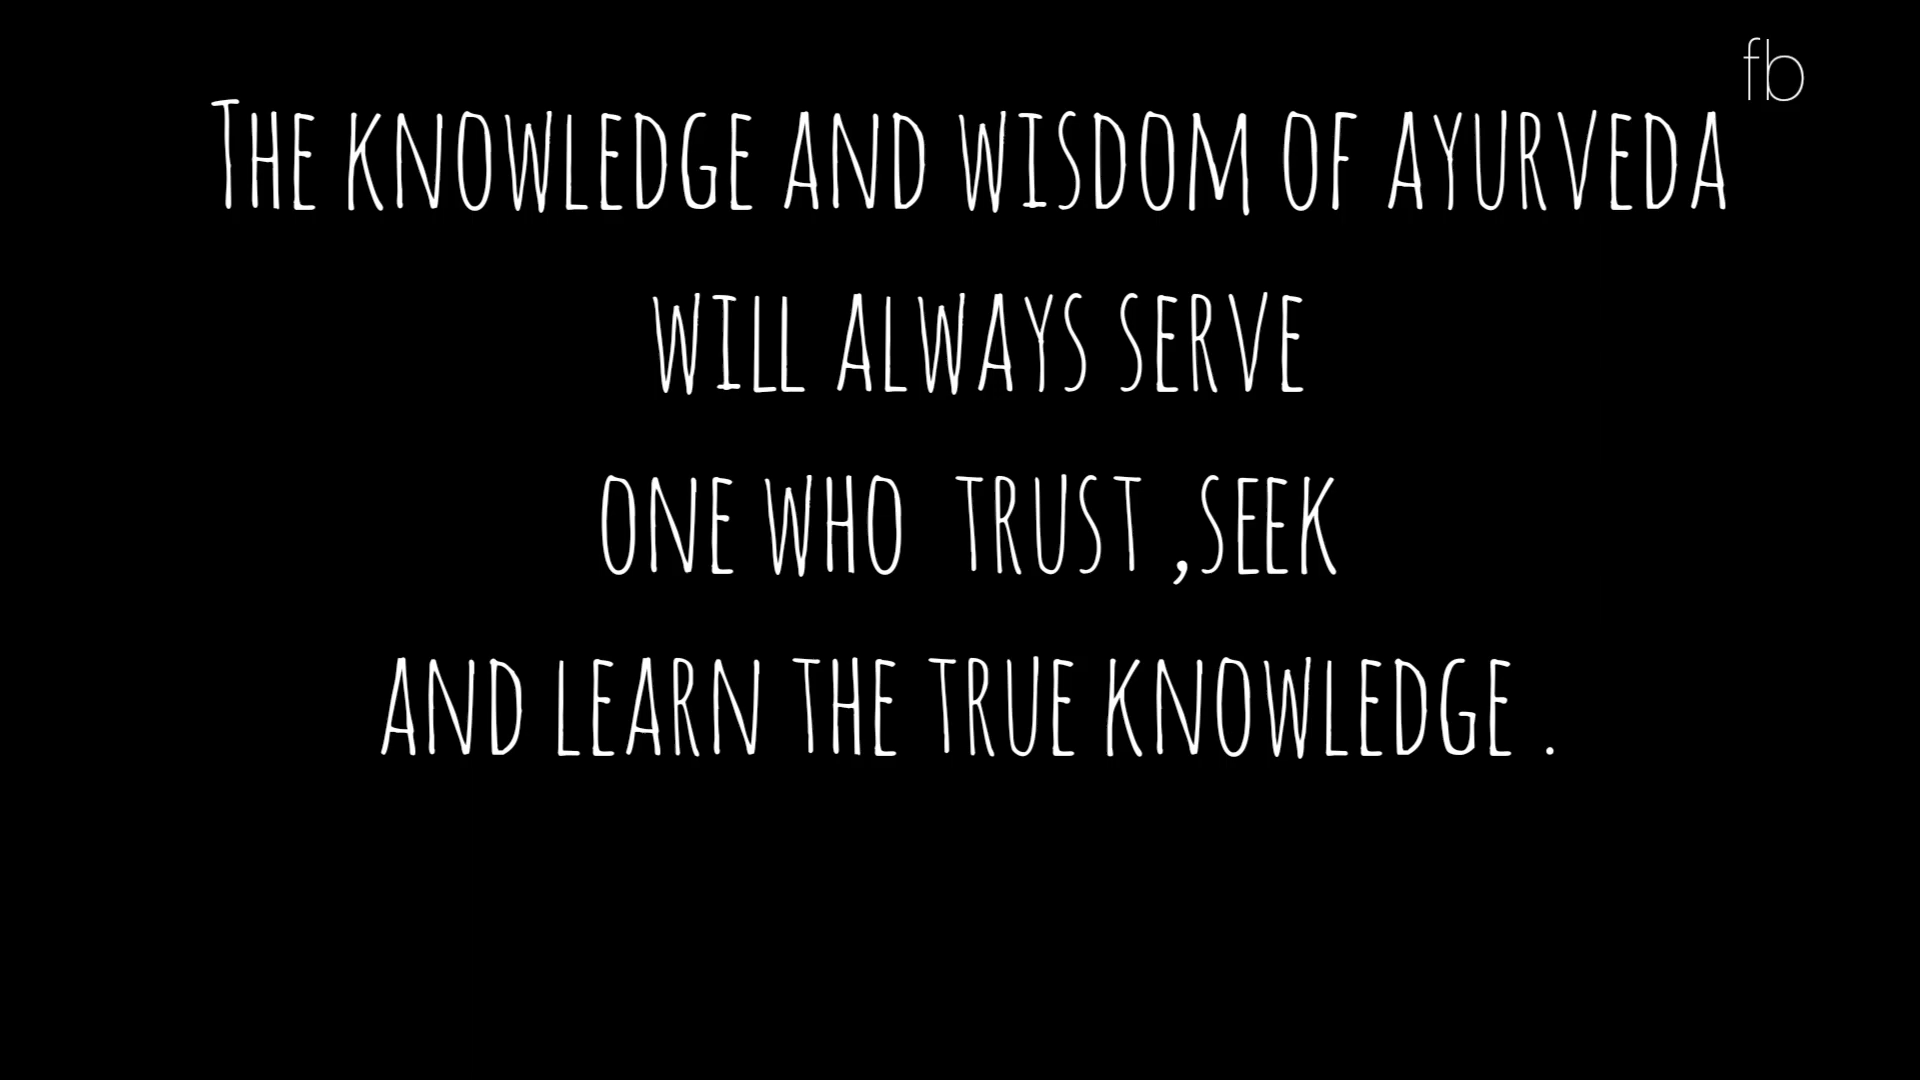 fb
The knowledge and wisdom of ayurveda
will always serve
one who  trust ,seek
and learn the true knowledge .